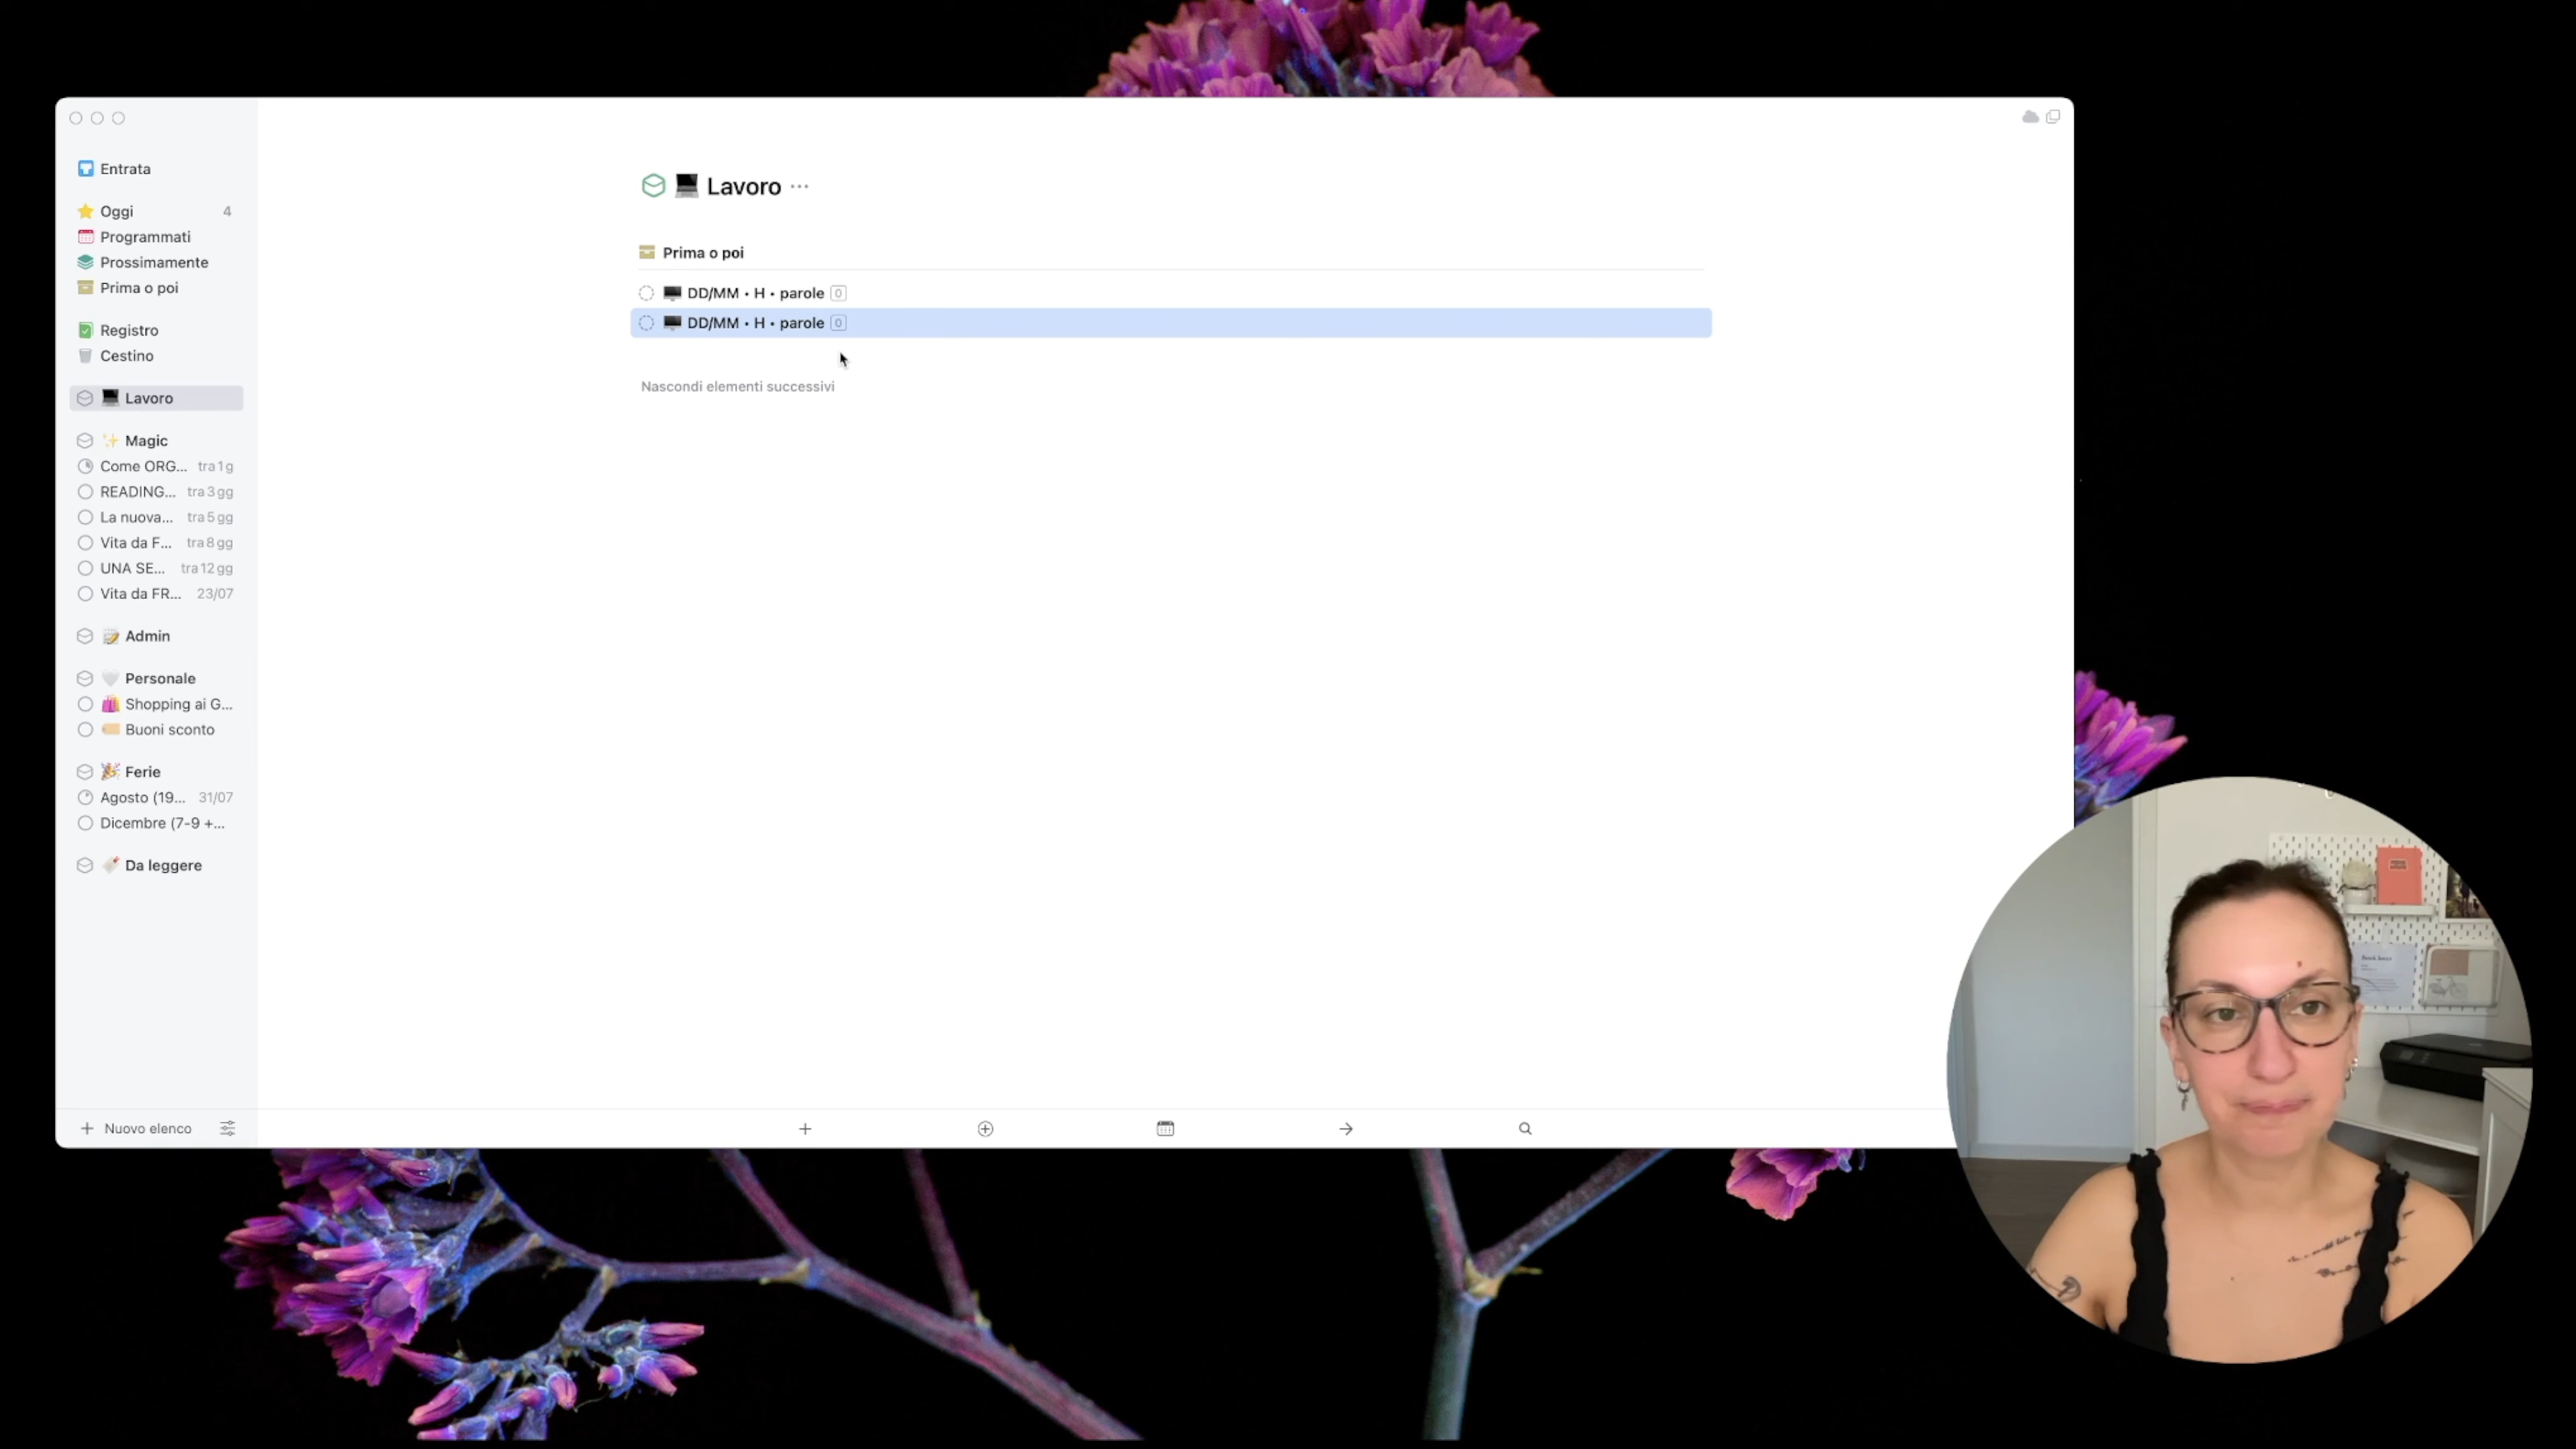 Entrata
Oggi 4
Programmati
Prossimamente
Prima o poi
Registro
Cestino
Lavoro
Magic
Come ORG... tra 1 g
READING... tra 3 gg
La nuova... tra 5 gg
Vita da F... tra 8 gg
UNA SE... tra 12 gg
Vita da FR... 23/07
Admin
Personale
Shopping ai G...
Buoni sconto
Ferie
Agosto (19... 31/07
Dicembre (7-9 +...
Da leggere
Nuovo elenco
Lavoro ...
Prima o poi
DD/MM • H • parole 0
DD/MM • H • parole 0
Nascondi elementi successivi